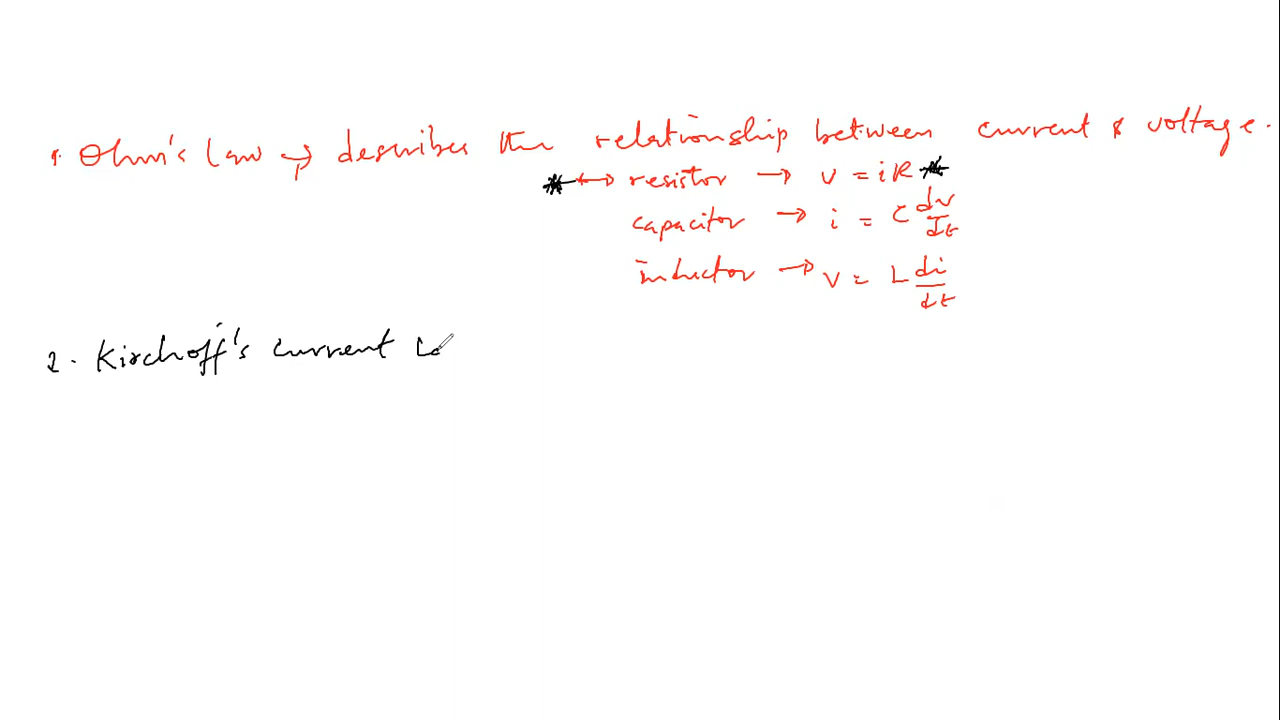 1. Ohm's Law → describes the relationship between current & voltage.
* ↔ resistor → v = iR *
capacitor → i = C dv/dt
inductor → v = L di/dt
2. Kirchoff's current La